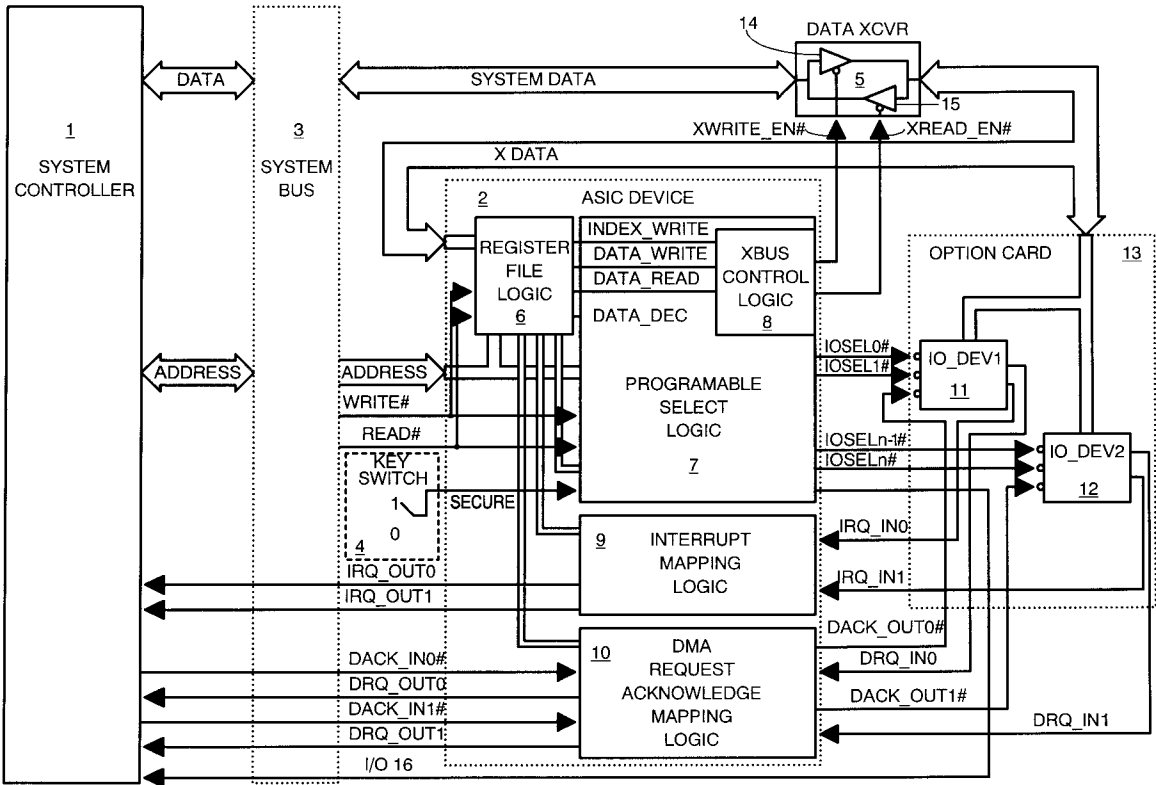 14
DATA XCVR
DATA
SYSTEM DATA
5
15
1
SYSTEM
CONTROLLER
3
SYSTEM
BUS
XWRITE_EN#
XREAD_EN#
X DATA
2
ASIC DEVICE
REGISTER
FILE
LOGIC
6
INDEX_WRITE
DATA_WRITE
DATA_READ
DATA_DEC
XBUS
CONTROL
LOGIC
8
OPTION CARD
13
IOSEL0#
IOSEL1#
IO_DEV1
11
ADDRESS
ADDRESS
WRITE#
READ#
PROGRAMABLE
SELECT
LOGIC
7
IOSELn-1#
IOSELn#
IO_DEV2
12
KEY
SWITCH
1
0
4
SECURE
9
INTERRUPT
MAPPING
LOGIC
IRQ_IN0
IRQ_IN1
IRQ_OUT0
IRQ_OUT1
10
DMA
REQUEST
ACKNOWLEDGE
MAPPING
LOGIC
DACK_OUT0#
DRQ_IN0
DACK_OUT1#
DRQ_IN1
DACK_IN0#
DRQ_OUT0
DACK_IN1#
DRQ_OUT1
I/O 16